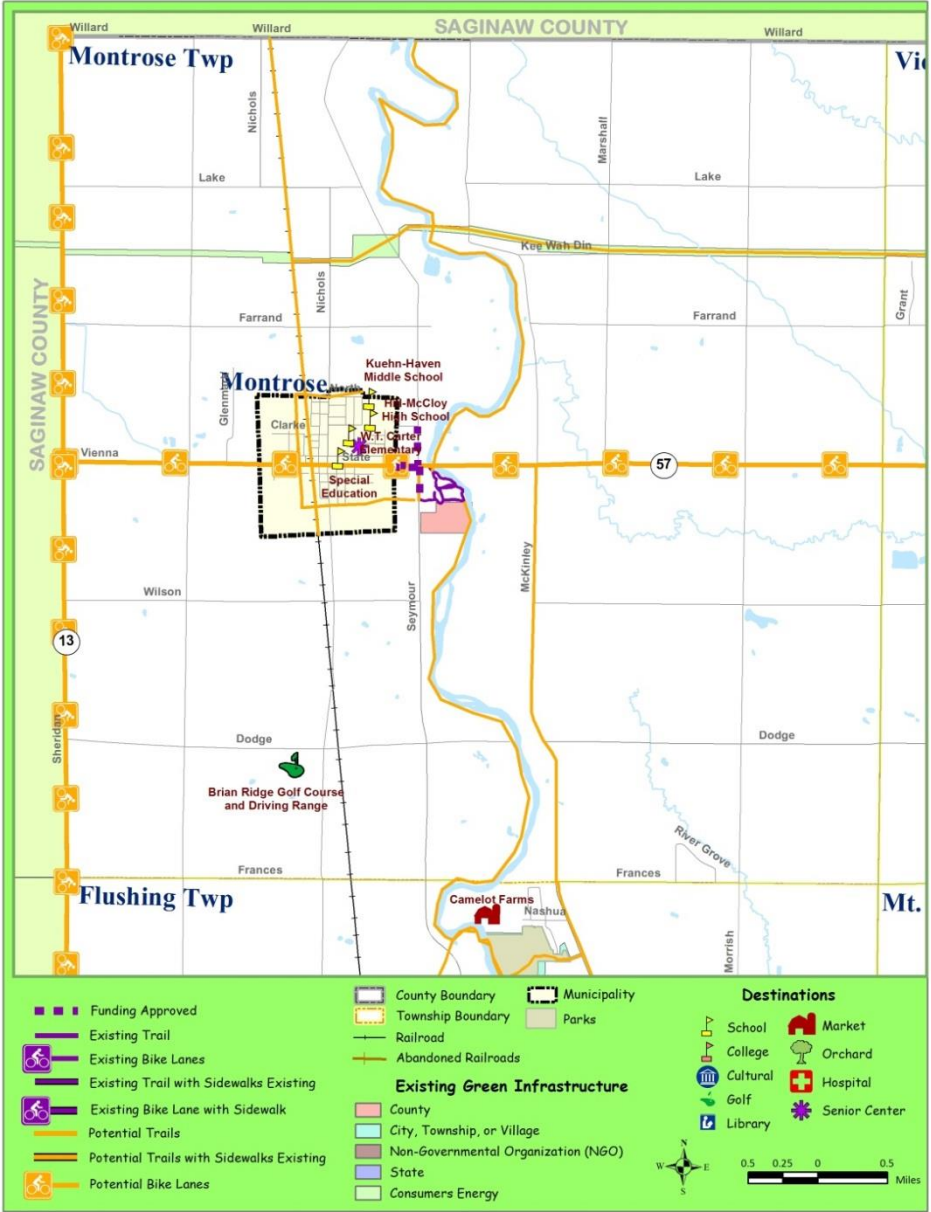 Willard
Willard
SAGINAW COUNTY
Willard
Montrose Twp
Nichols
Marshall
Lake
Lake
Kee Wah Din
SAGINAW COUNTY
Nichols
Grant
Farrand
Farrand
Kuehn-Haven
Middle School
Montrose
North
Glenmary
Hill-McCloy
High School
Clarke
W.T. Carter
Elementary
Vienna
State
57
Special
Education
McKinley
Wilson
Seymour
13
Sheridan
Dodge
Dodge
Brian Ridge Golf Course
and Driving Range
River Grove
Frances
Frances
Flushing Twp
Camelot Farms
Nashua
Mt.
Morrish
Funding Approved
Existing Trail
Existing Bike Lanes
Existing Trail with Sidewalks Existing
Existing Bike Lane with Sidewalk
Potential Trails
Potential Trails with Sidewalks Existing
Potential Bike Lanes
County Boundary
Township Boundary
Railroad
Abandoned Railroads
Municipality
Parks
Existing Green Infrastructure
County
City, Township, or Village
Non-Governmental Organization (NGO)
State
Consumers Energy
Destinations
School
College
Cultural
Golf
Library
Market
Orchard
Hospital
Senior Center
N
W
E
S
0.5 0.25 0 0.5
Miles